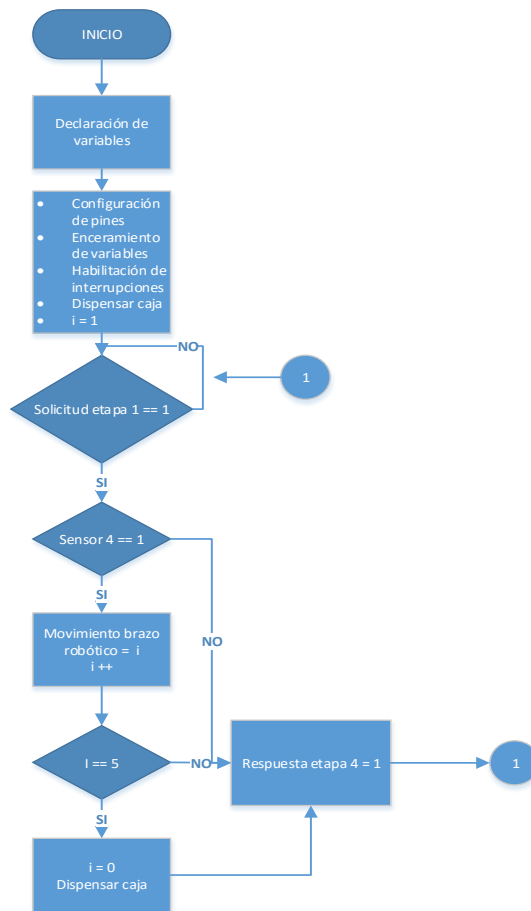 INICIO
Declaración de
variables
• Configuración
de pines
• Enceramiento
de variables
• Habilitación de
interrupciones
• Dispensar caja
• i = 1
NO
1
Solicitud etapa 1 == 1
SI
Sensor 4 == 1
SI
Movimiento brazo
robótico = i
i ++
NO
I == 5
NO
Respuesta etapa 4 = 1
1
SI
i = 0
Dispensar caja